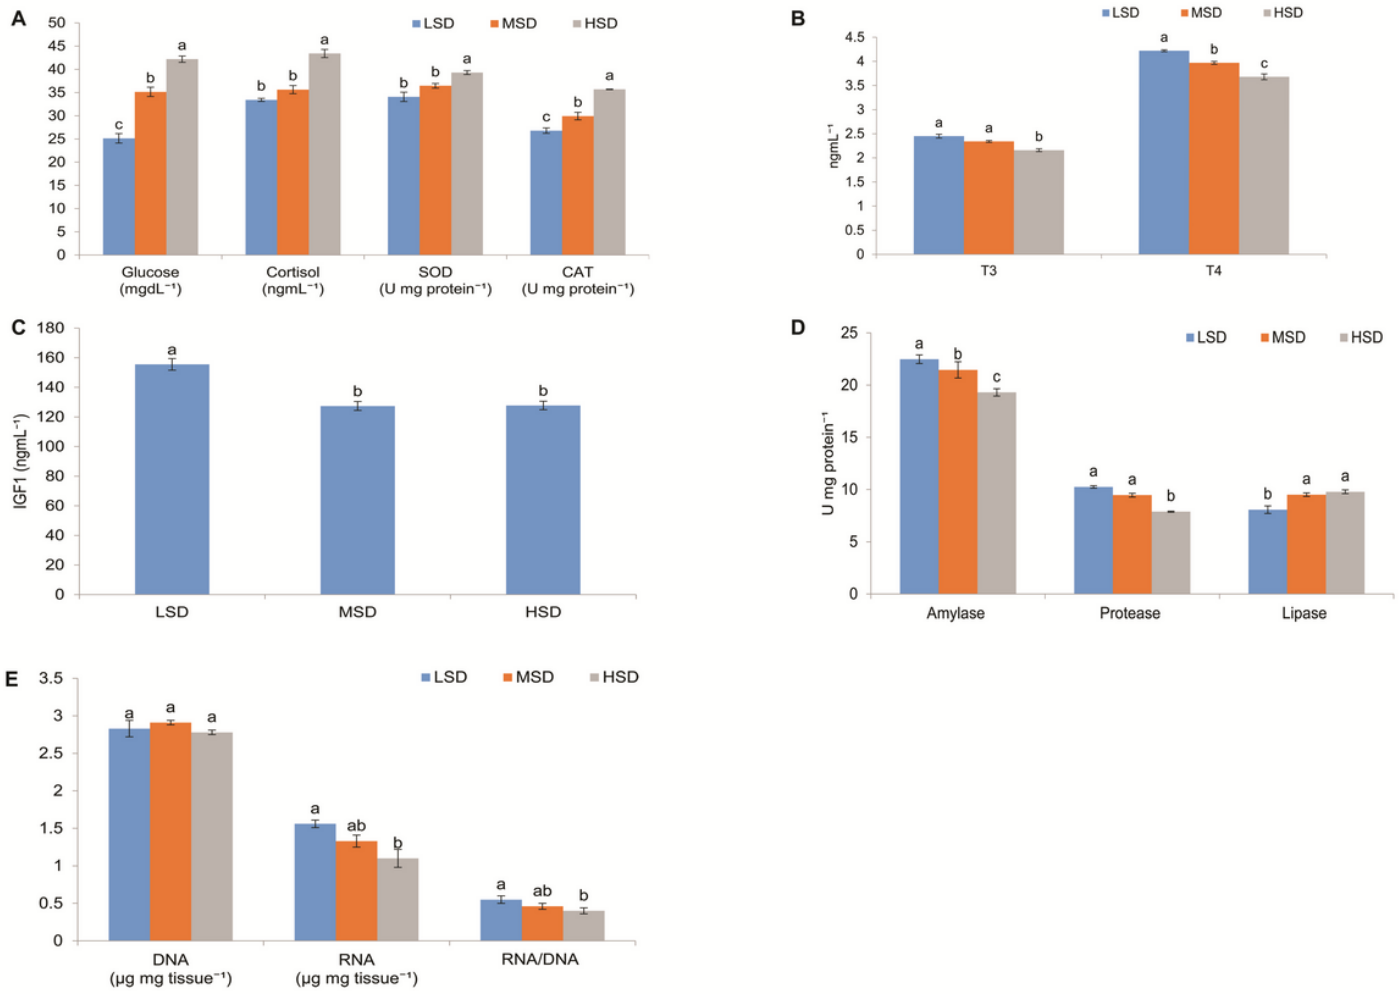 A
LSD MSD HSD
50
45
40
35
30
25
20
15
10
5
0
c b a
b b a
b b a
c b a
Glucose Cortisol SOD CAT
(mgdL⁻¹) (ngmL⁻¹) (U mg protein⁻¹) (U mg protein⁻¹)
B
LSD MSD HSD
ngmL⁻¹
4.5
4
3.5
3
2.5
2
1.5
1
0.5
0
a a b
a b c
T3 T4
C
IGF1 (ngmL⁻¹)
180
160
140
120
100
80
60
40
20
0
a b b
LSD MSD HSD
D
LSD MSD HSD
U mg protein⁻¹
25
20
15
10
5
0
a b c
a a b
b a a
Amylase Protease Lipase
E
LSD MSD HSD
3.5
3
2.5
2
1.5
1
0.5
0
a a a
a ab b
a ab b
DNA RNA RNA/DNA
(µg mg tissue⁻¹) (µg mg tissue⁻¹)